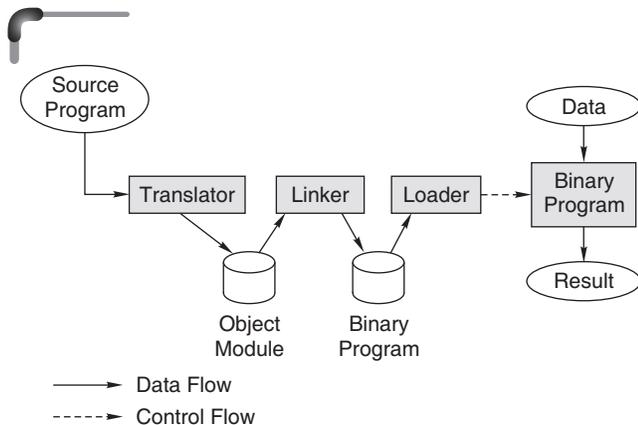 Source
Program
Data
Translator
Linker
Loader
Binary
Program
Result
Object
Module
Binary
Program
Data Flow
Control Flow